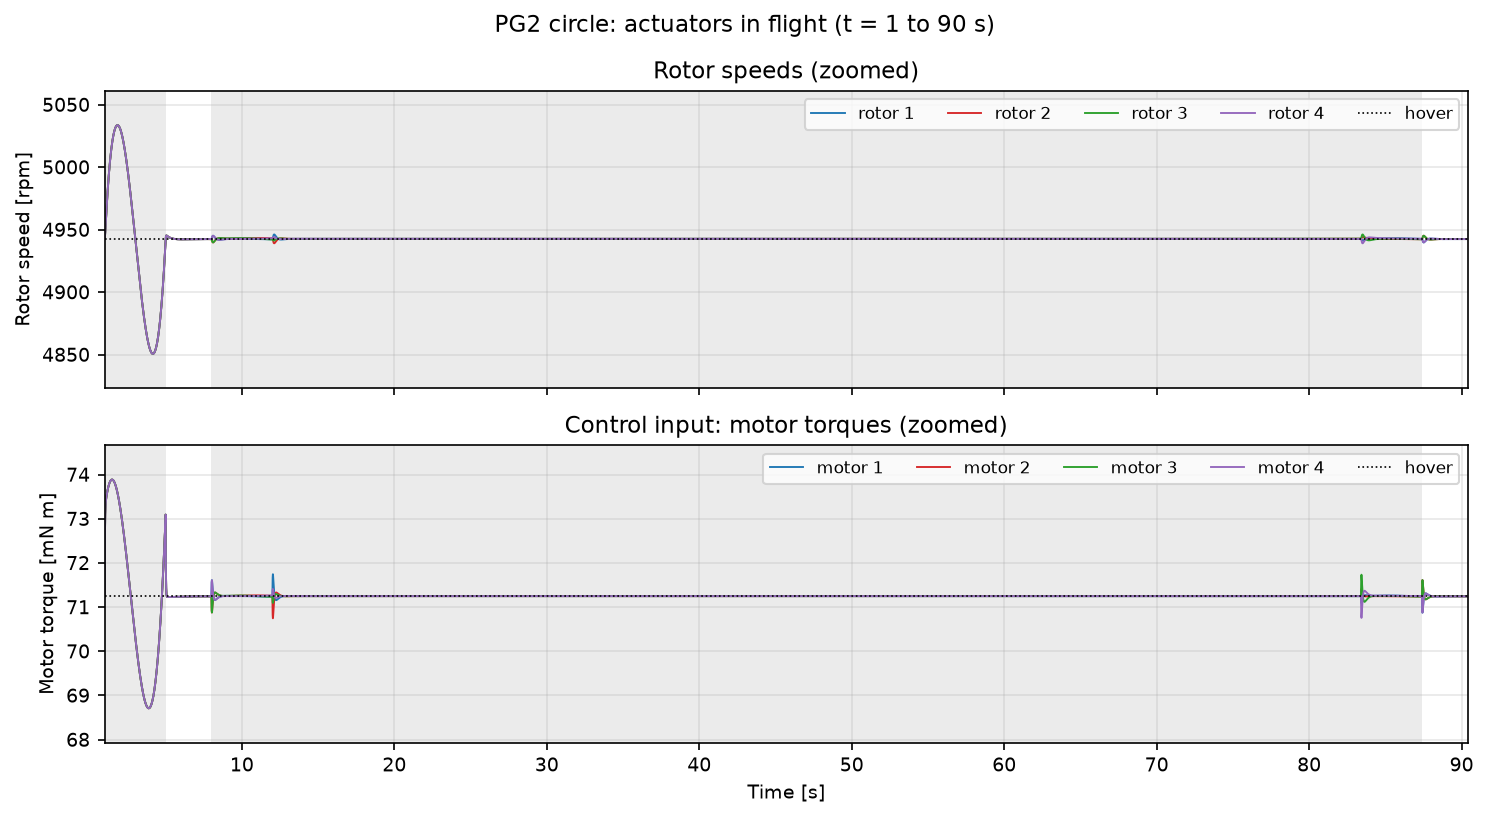 PG2 circle: actuators in flight (t = 1 to 90 s)
Rotor speeds (zoomed)
rotor 1 rotor 2 rotor 3 rotor 4 hover
Rotor speed [rpm]
5050
5000
4950
4900
4850
Control input: motor torques (zoomed)
motor 1 motor 2 motor 3 motor 4 hover
Motor torque [mN m]
74
73
72
71
70
69
68
10 20 30 40 50 60 70 80 90
Time [s]